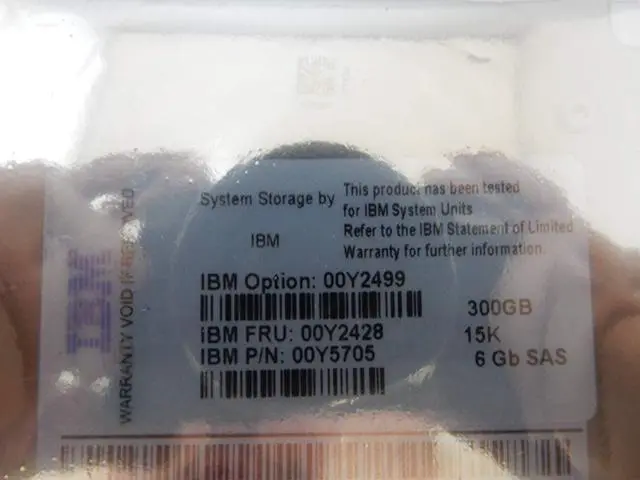 System Storage by
IBM
This product has been tested
for IBM System Units
Refer to the IBM Statement of Limited
Warranty for further information.
IBM Option: 00Y2499
300GB
IBM FRU: 00Y2428
15K
IBM P/N: 00Y5705
6 Gb SAS
WARRANTY VOID IF REMOVED
IBM